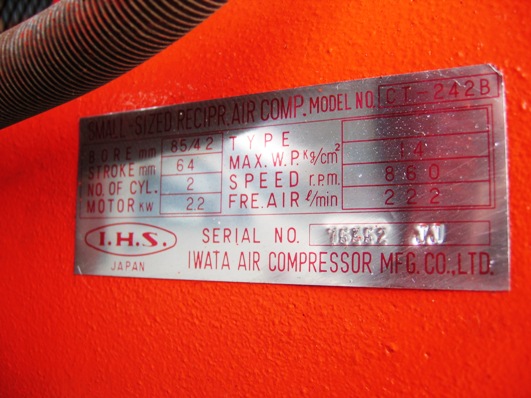 SMALL-SIZED RECIPR. AIR COMP. MODEL NO. CT-242B
BORE mm 85/42 TYPE
STROKE mm 64 MAX. W.P. Kg/cm² 14
NO. OF CYL. 2 SPEED r.p.m. 860
MOTOR KW 2.2 FRE. AIR ℓ/min 222
I.H.S. SERIAL NO.
JAPAN IWATA AIR COMPRESSOR MFG. CO., LTD.